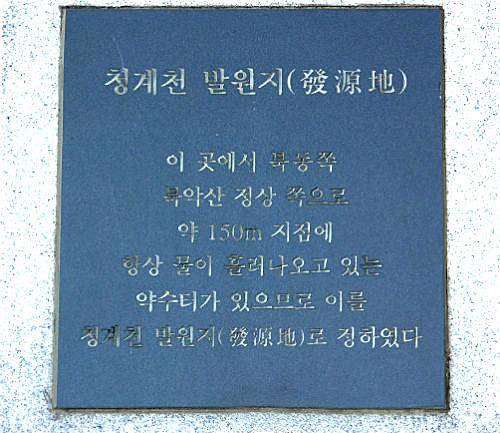 청계천 발원지(發源地)
이 곳에서 북동쪽
북악산 정상 쪽으로
약 150m 지점에
항상 물이 흘러나오고 있는
약수터가 있으므로 이를
청계천 발원지(發源地)로 정하였다